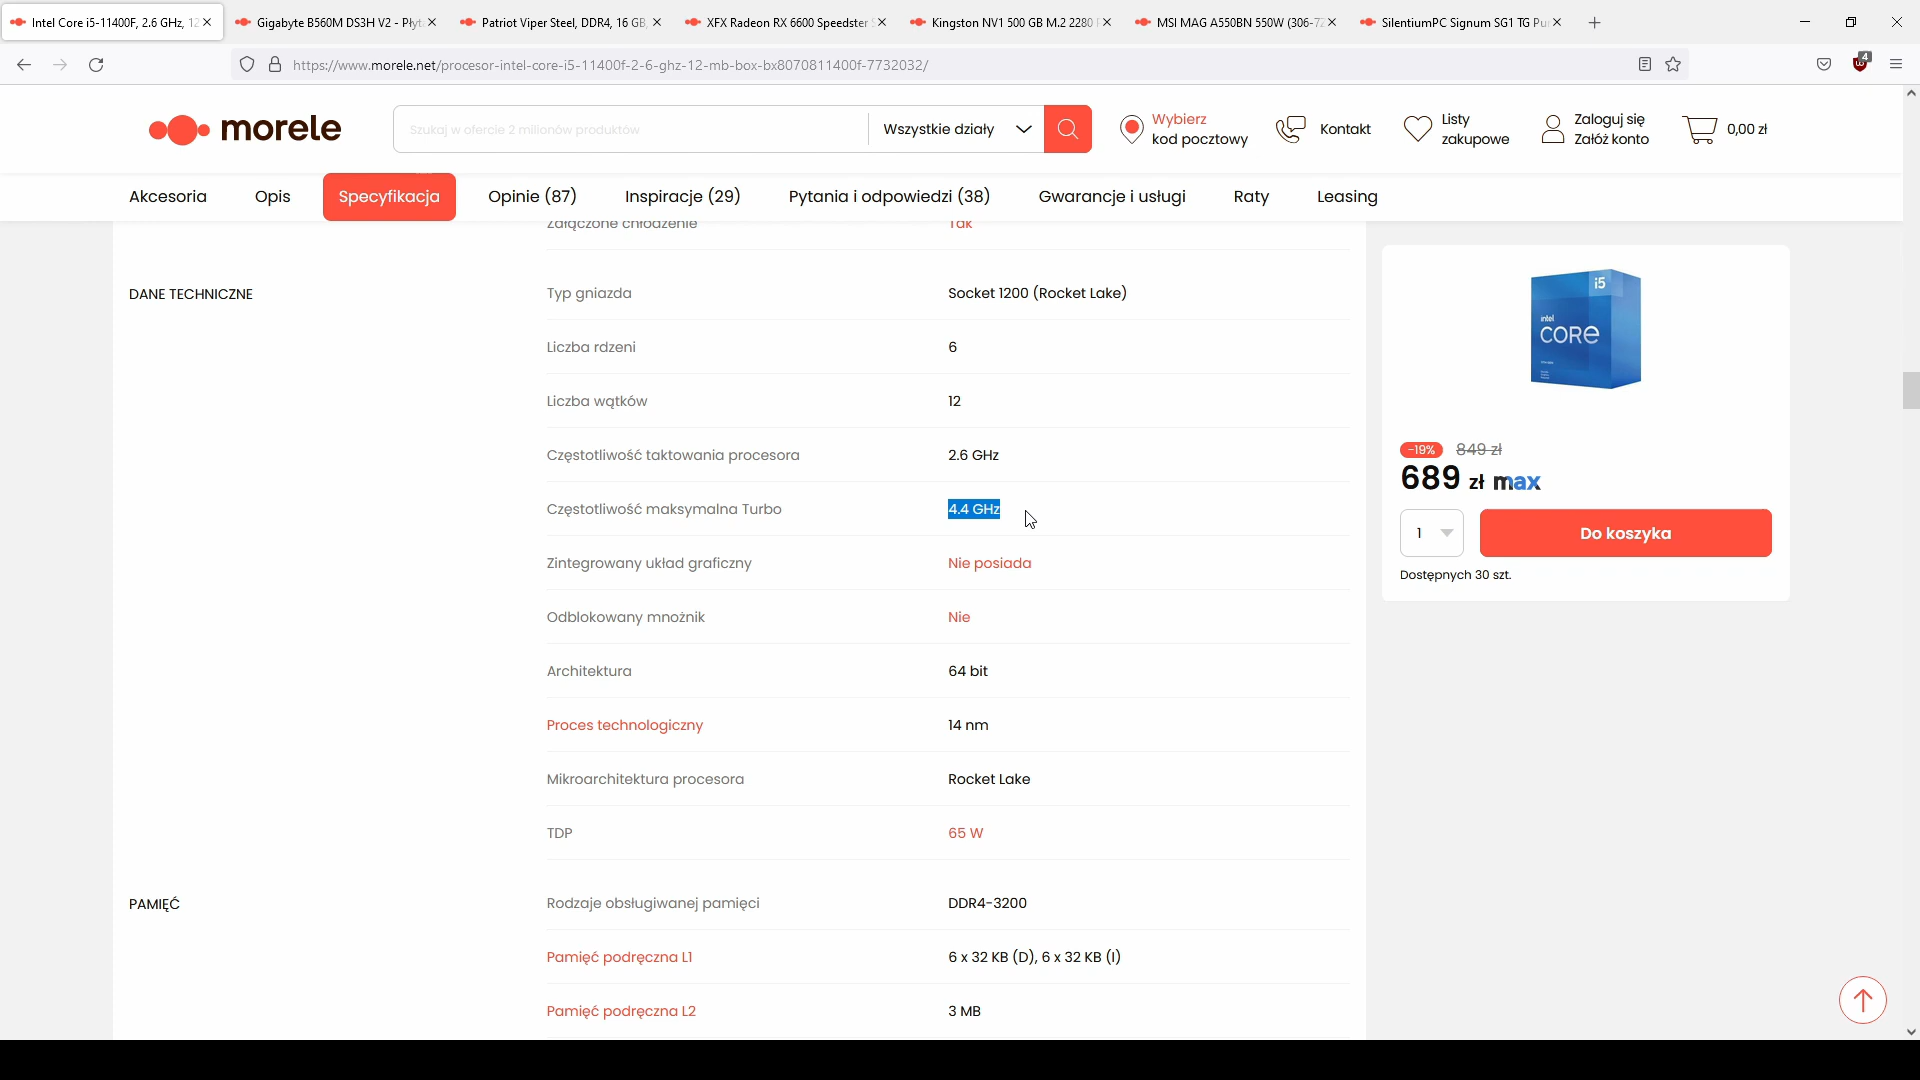 Intel Core i5-11400F, 2.6 GHz, 12
Gigabyte B560M DS3H V2 - Płyt
Patriot Viper Steel, DDR4, 16 GB,
XFX Radeon RX 6600 Speedster S
Kingston NV1 500 GB M.2 2280 P
MSI MAG A550BN 550W (306-7Z
SilentiumPC Signum SG1 TG Pu
https://www.morele.net/procesor-intel-core-i5-11400f-2-6-ghz-12-mb-box-bx8070811400f-7732032/
4
morele
Szukaj w ofercie 2 milionów produktów
Wszystkie działy
Wybierz
kod pocztowy
Kontakt
Listy
zakupowe
Zaloguj się
Załóż konto
0,00 zł
Akcesoria
Opis
Specyfikacja
Opinie (87)
Inspiracje (29)
Pytania i odpowiedzi (38)
Gwarancje i usługi
Raty
Leasing
Załączone chłodzenie
Tak
DANE TECHNICZNE
Typ gniazda
Socket 1200 (Rocket Lake)
Liczba rdzeni
6
Liczba wątków
12
Częstotliwość taktowania procesora
2.6 GHz
Częstotliwość maksymalna Turbo
4.4 GHz
Zintegrowany układ graficzny
Nie posiada
Odblokowany mnożnik
Nie
Architektura
64 bit
Proces technologiczny
14 nm
Mikroarchitektura procesora
Rocket Lake
TDP
65 W
PAMIĘĆ
Rodzaje obsługiwanej pamięci
DDR4-3200
Pamięć podręczna L1
6 x 32 KB (D), 6 x 32 KB (I)
Pamięć podręczna L2
3 MB
i5
intel
CORE
-19%
849 zł
689 zł max
1
Do koszyka
Dostępnych 30 szt.